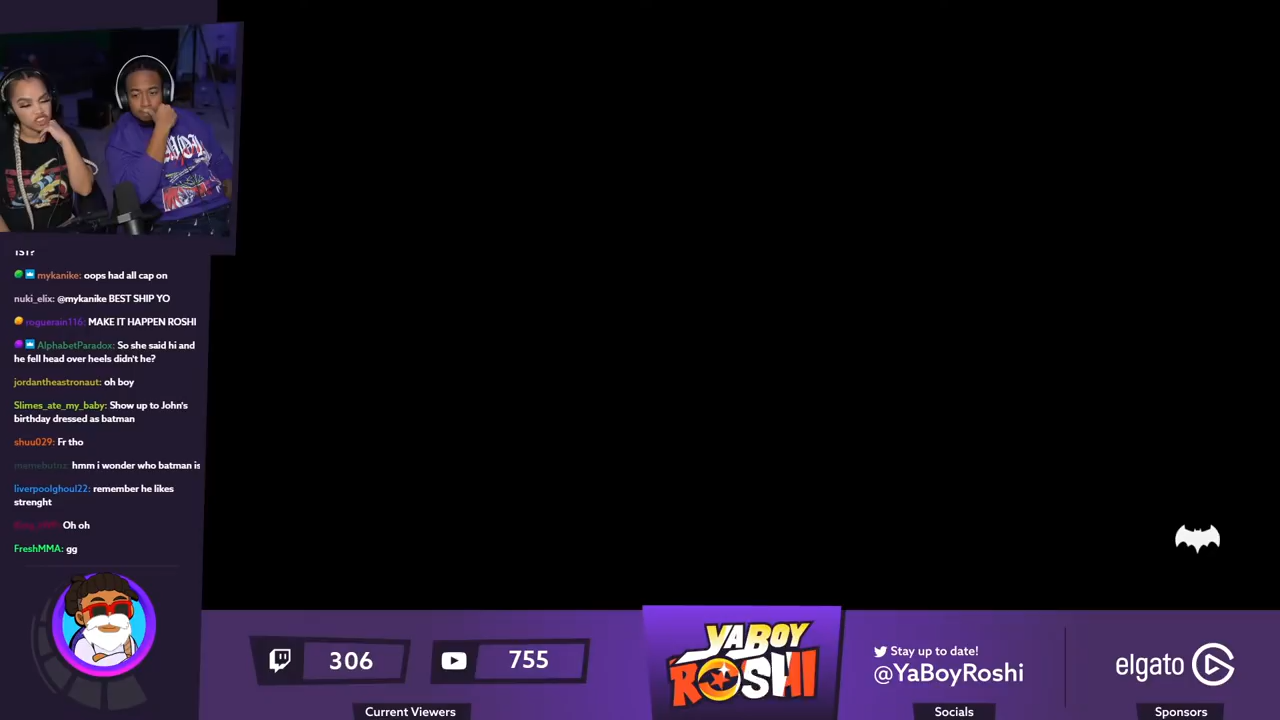 mykanike: oops had all cap on
nuki_elix: @mykanike BEST SHIP YO
roguerain116: MAKE IT HAPPEN ROSHI
AlphabetParadox: So she said hi and
he fell head over heels didn't he?
jordantheastronaut: oh boy
Slimes_ate_my_baby: Show up to John's
birthday dressed as batman
shuu029: Fr tho
hmm i wonder who batman is
liverpoolghoul22: remember he likes
strenght
Oh oh
FreshMMA: gg
306
755
Current Viewers
YABOY
ROSHI
Stay up to date!
@YaBoyRoshi
Socials
elgato
Sponsors